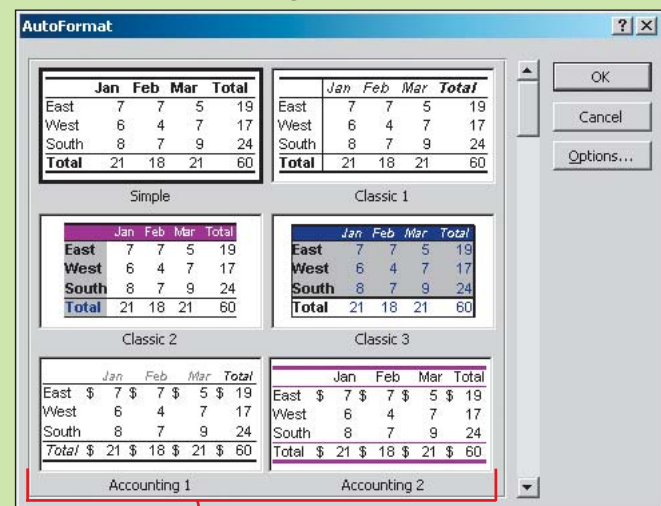 AutoFormat
OK
Cancel
Options...
Jan Feb Mar Total
East 7 7 5 19
West 6 4 7 17
South 8 7 9 24
Total 21 18 21 60
Simple
Jan Feb Mar Total
East 7 7 5 19
West 6 4 7 17
South 8 7 9 24
Total 21 18 21 60
Classic 1
Jan Feb Mar Total
East 7 7 5 19
West 6 4 7 17
South 8 7 9 24
Total 21 18 21 60
Classic 2
Jan Feb Mar Total
East 7 7 5 19
West 6 4 7 17
South 8 7 9 24
Total 21 18 21 60
Classic 3
Jan Feb Mar Total
East $ 7 $ 7 $ 5 $ 19
West 6 4 7 17
South 8 7 9 24
Total $ 21 $ 18 $ 21 $ 60
Accounting 1
Jan Feb Mar Total
East $ 7 $ 7 $ 5 $ 19
West 6 4 7 17
South 8 7 9 24
Total $ 21 $ 18 $ 21 $ 60
Accounting 2